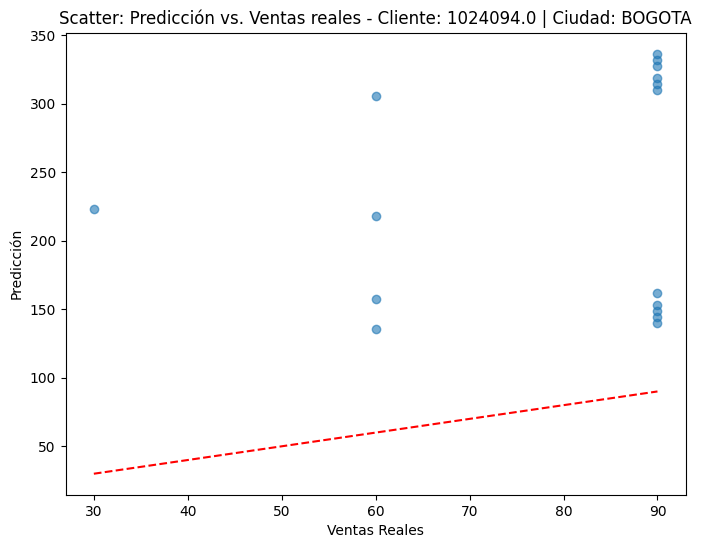 Scatter: Predicción vs. Ventas reales - Cliente: 1024094.0 | Ciudad: BOGOTA
350
300
250
200
150
100
50
Predicción
30 40 50 60 70 80 90
Ventas Reales